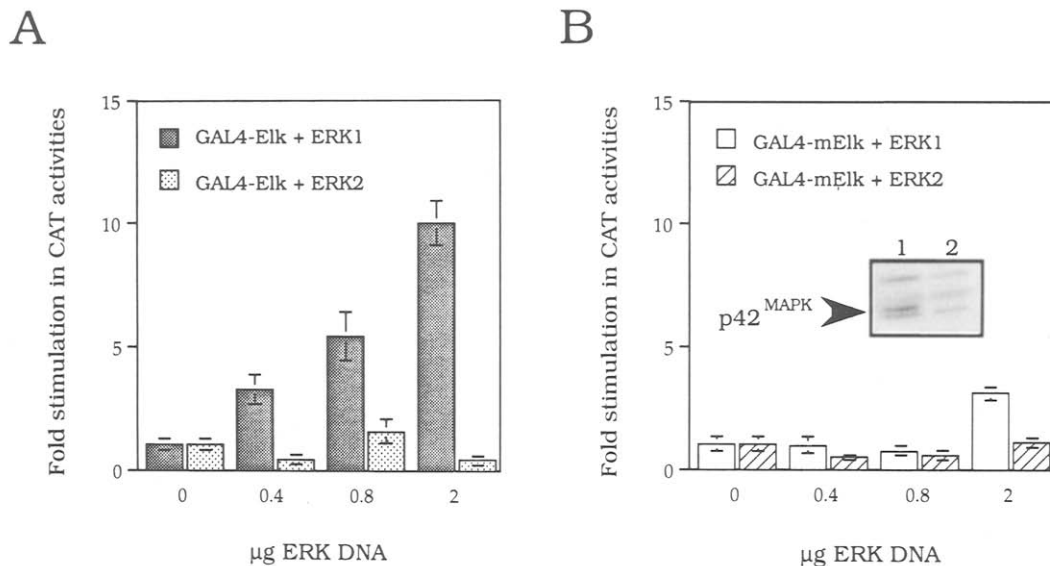 A
Fold stimulation in CAT activities
15
10
5
0
GAL4-Elk + ERK1
GAL4-Elk + ERK2
0
0.4
0.8
2
µg ERK DNA
B
Fold stimulation in CAT activities
15
10
5
0
GAL4-mElk + ERK1
GAL4-mElk + ERK2
1 2
p42MAPK
0
0.4
0.8
2
µg ERK DNA